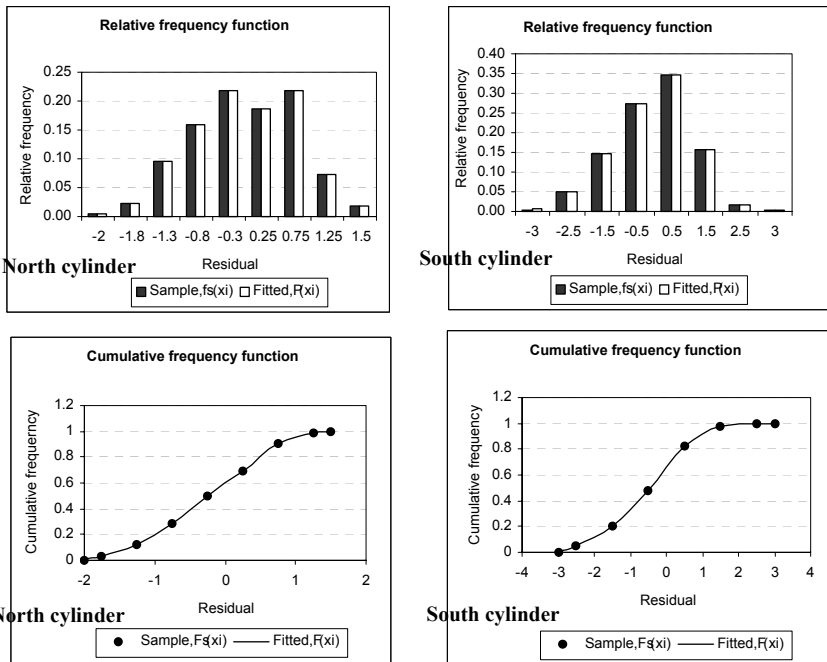 Relative frequency function
Relative frequency
0.25
0.20
0.15
0.10
0.05
0.00
-2 -1.8 -1.3 -0.8 -0.3 0.25 0.75 1.25 1.5
North cylinder
Residual
Sample,fs(xi) Fitted,F(xi)
Relative frequency function
Relative frequency
0.40
0.35
0.30
0.25
0.20
0.15
0.10
0.05
0.00
-3 -2.5 -1.5 -0.5 0.5 1.5 2.5 3
South cylinder
Residual
Sample,fs(xi) Fitted,F(xi)
Cumulative frequency function
Cumulative frequency
1.2
1
0.8
0.6
0.4
0.2
0
-2 -1 0 1 2
North cylinder
Residual
Sample,Fs(xi) Fitted,F(xi)
Cumulative frequency function
Cumulative frequency
1.2
1
0.8
0.6
0.4
0.2
0
-4 -3 -2 -1 0 1 2 3 4
South cylinder
Residual
Sample,Fs(xi) Fitted,F(xi)